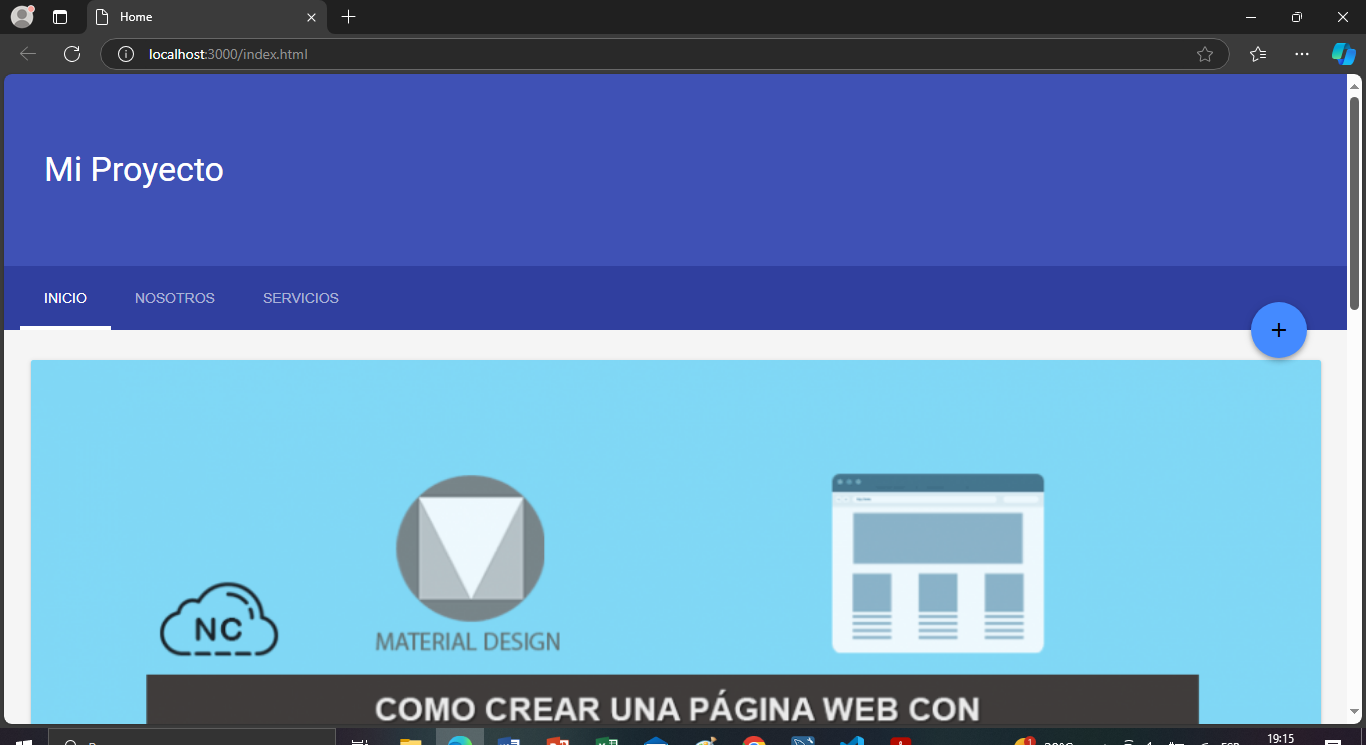 Home
localhost:3000/index.html
Mi Proyecto
INICIO NOSOTROS SERVICIOS
+
NC
MATERIAL DESIGN
COMO CREAR UNA PÁGINA WEB CON
19:15